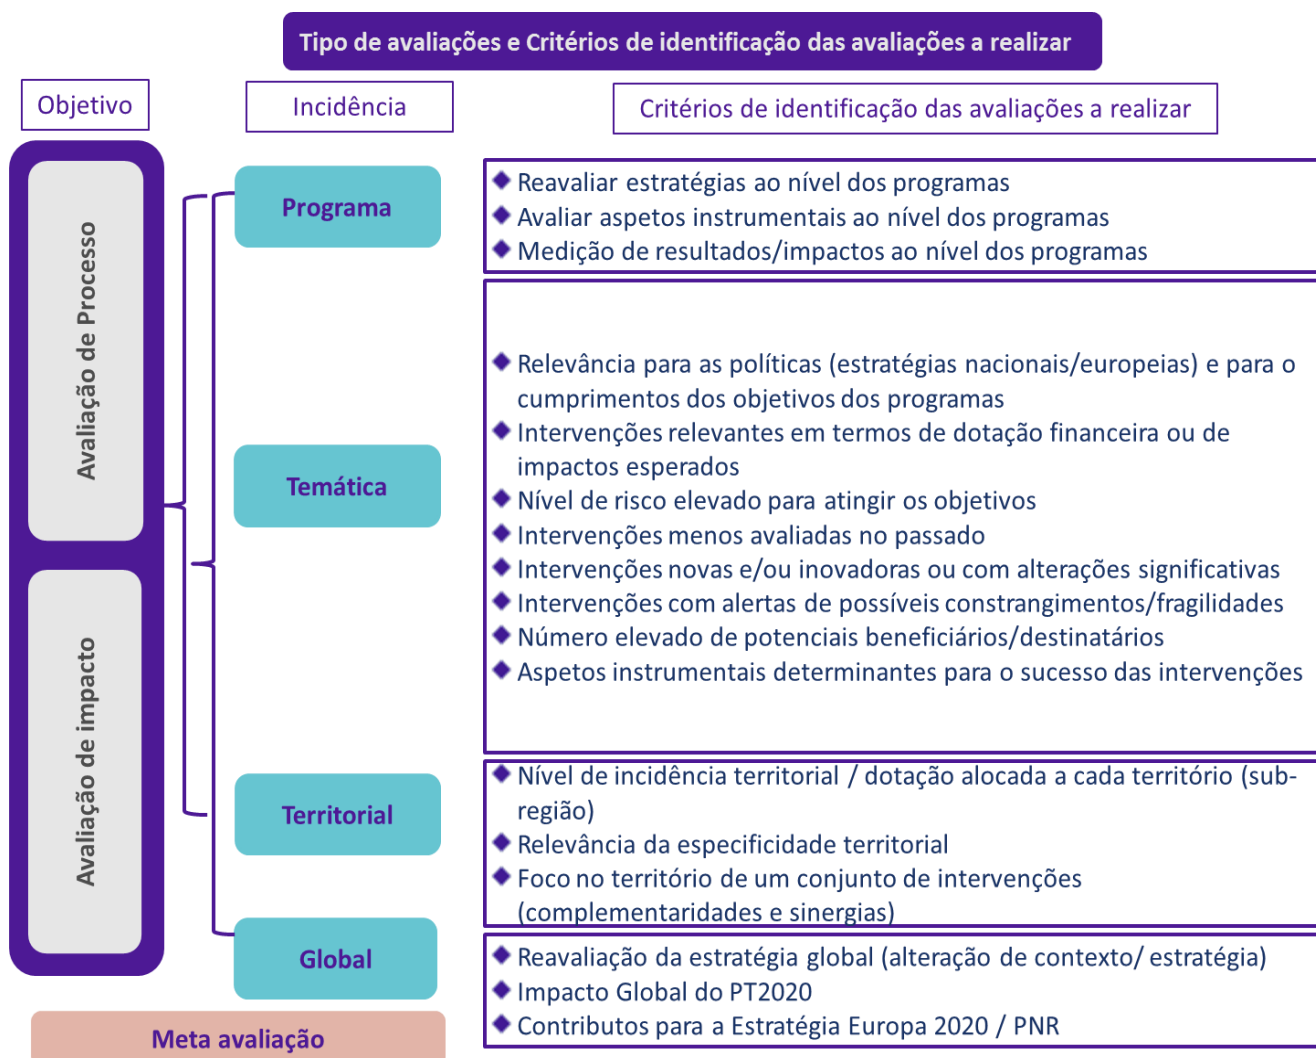 Tipo de avaliações e Critérios de identificação das avaliações a realizar
Objetivo
Incidência
Critérios de identificação das avaliações a realizar
Avaliação de Processo
Avaliação de impacto
Programa
Reavaliar estratégias ao nível dos programas
Avaliar aspetos instrumentais ao nível dos programas
Medição de resultados/impactos ao nível dos programas
Temática
Relevância para as políticas (estratégias nacionais/europeias) e para o
cumprimentos dos objetivos dos programas
Intervenções relevantes em termos de dotação financeira ou de
impactos esperados
Nível de risco elevado para atingir os objetivos
Intervenções menos avaliadas no passado
Intervenções novas e/ou inovadoras ou com alterações significativas
Intervenções com alertas de possíveis constrangimentos/fragilidades
Número elevado de potenciais beneficiários/destinatários
Aspetos instrumentais determinantes para o sucesso das intervenções
Territorial
Nível de incidência territorial / dotação alocada a cada território (sub-
região)
Relevância da especificidade territorial
Foco no território de um conjunto de intervenções
(complementaridades e sinergias)
Global
Reavaliação da estratégia global (alteração de contexto/ estratégia)
Impacto Global do PT2020
Contributos para a Estratégia Europa 2020 / PNR
Meta avaliação